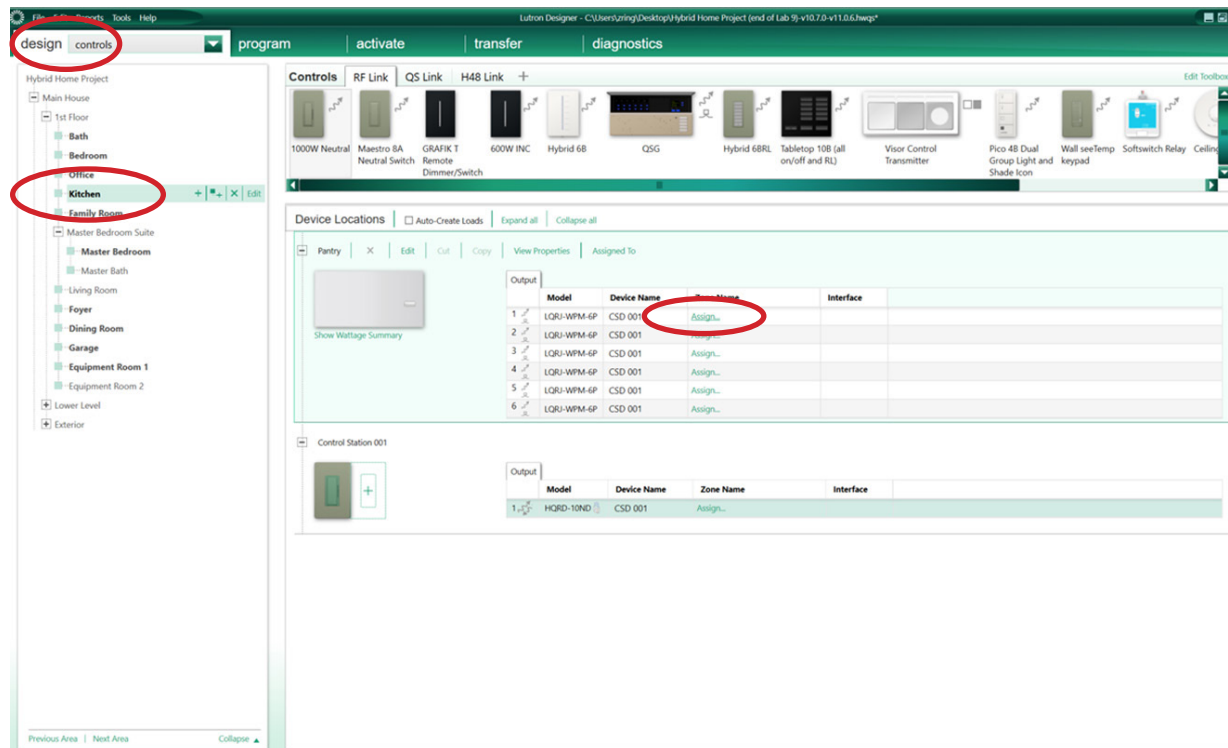 File Edit Reports Tools Help
Lutron Designer - C:\Users\zring\Desktop\Hybrid Home Project (end of Lab 9)-v10.7.0-v11.0.6.hwqs*
design controls
program
activate
transfer
diagnostics
Hybrid Home Project
Main House
1st Floor
Bath
Bedroom
Office
Kitchen
Edit
Family Room
Master Bedroom Suite
Master Bedroom
Master Bath
Living Room
Foyer
Dining Room
Garage
Equipment Room 1
Equipment Room 2
Lower Level
Exterior
Previous Area | Next Area
Collapse
Controls RF Link QS Link H48 Link +
Edit Toolbox
1000W Neutral
Maestro 8A
Neutral Switch
GRAFIK T
Remote
Dimmer/Switch
600W INC
Hybrid 6B
QSG
Hybrid 6BRL
Tabletop 10B (all
on/off and RL)
Visor Control
Transmitter
Pico 4B Dual
Group Light and
Shade Icon
Wall seeTemp
keypad
Softswitch Relay
Ceiling
Device Locations Auto-Create Loads Expand all Collapse all
Pantry X Edit Cut Copy View Properties Assigned To
Show Wattage Summary
Output
Model Device Name Zone Name Interface
1 LQRJ-WPM-6P CSD 001 Assign...
2 LQRJ-WPM-6P CSD 001 Assign...
3 LQRJ-WPM-6P CSD 001 Assign...
4 LQRJ-WPM-6P CSD 001 Assign...
5 LQRJ-WPM-6P CSD 001 Assign...
6 LQRJ-WPM-6P CSD 001 Assign...
Control Station 001
Output
Model Device Name Zone Name Interface
1 HQRD-10ND CSD 001 Assign...